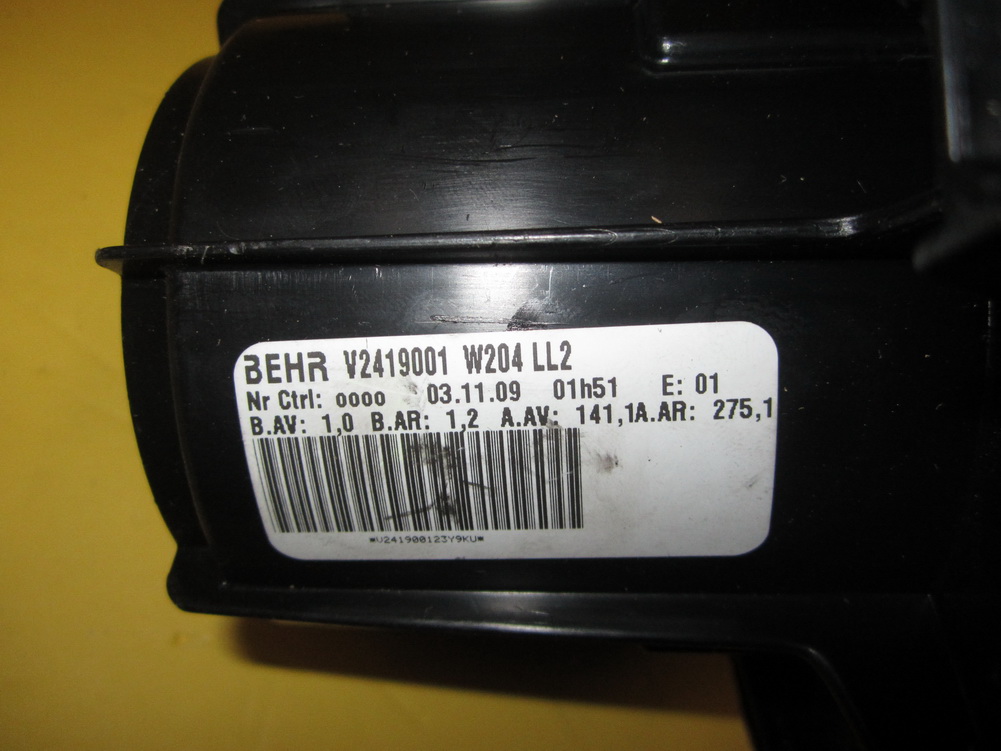 BEHR V2419001 W204 LL2
Nr Ctrl: oooo 03.11.09 01h51 E: 01
B.AV: 1,0 B.AR: 1,2 A.AV: 141,1A.AR: 275,1
*V241900123Y9KU*